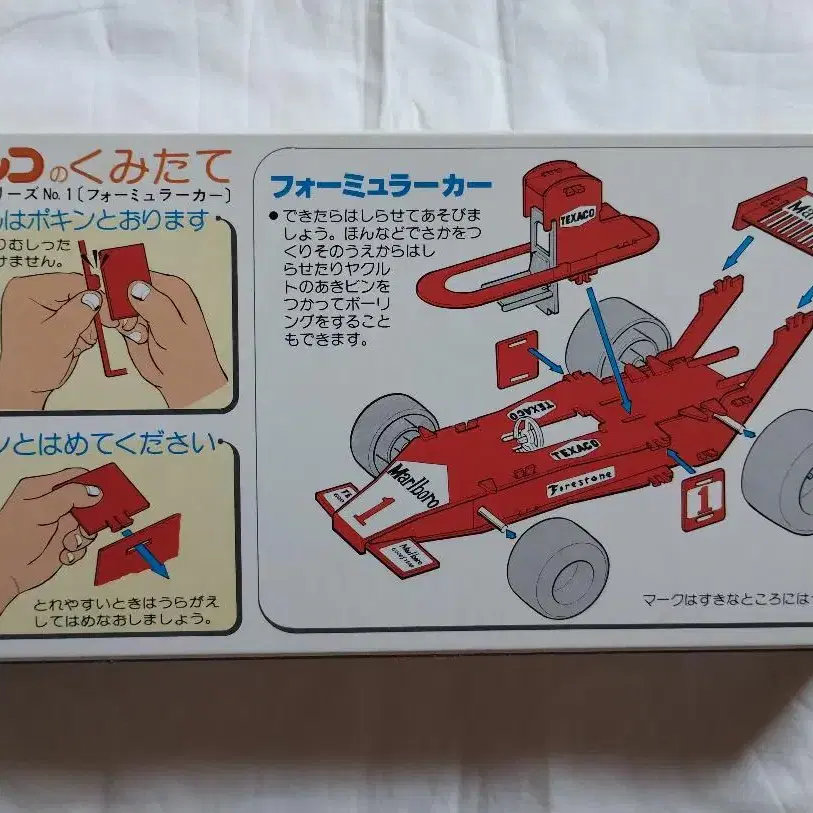 のくみたて
リーズNo.1〔フォーミュラーカー〕
はポキンとおります
りむしった
けません。
ンとはめてください
とれやすいときはうらがえ
してはめなおしましょう。
フォーミュラーカー
●できたらはしらせてあそびま
しょう。ほんなどでさかをつ
くりそのうえからはし
らせたりヤクル
トのあきビンを
つかってボーリ
ングをすること
もできます。
TEXACO
TEXACO
TEXACO
Marlboro
1
Firestone
Marlboro
GOODYEAR
1
マークはすきなところには